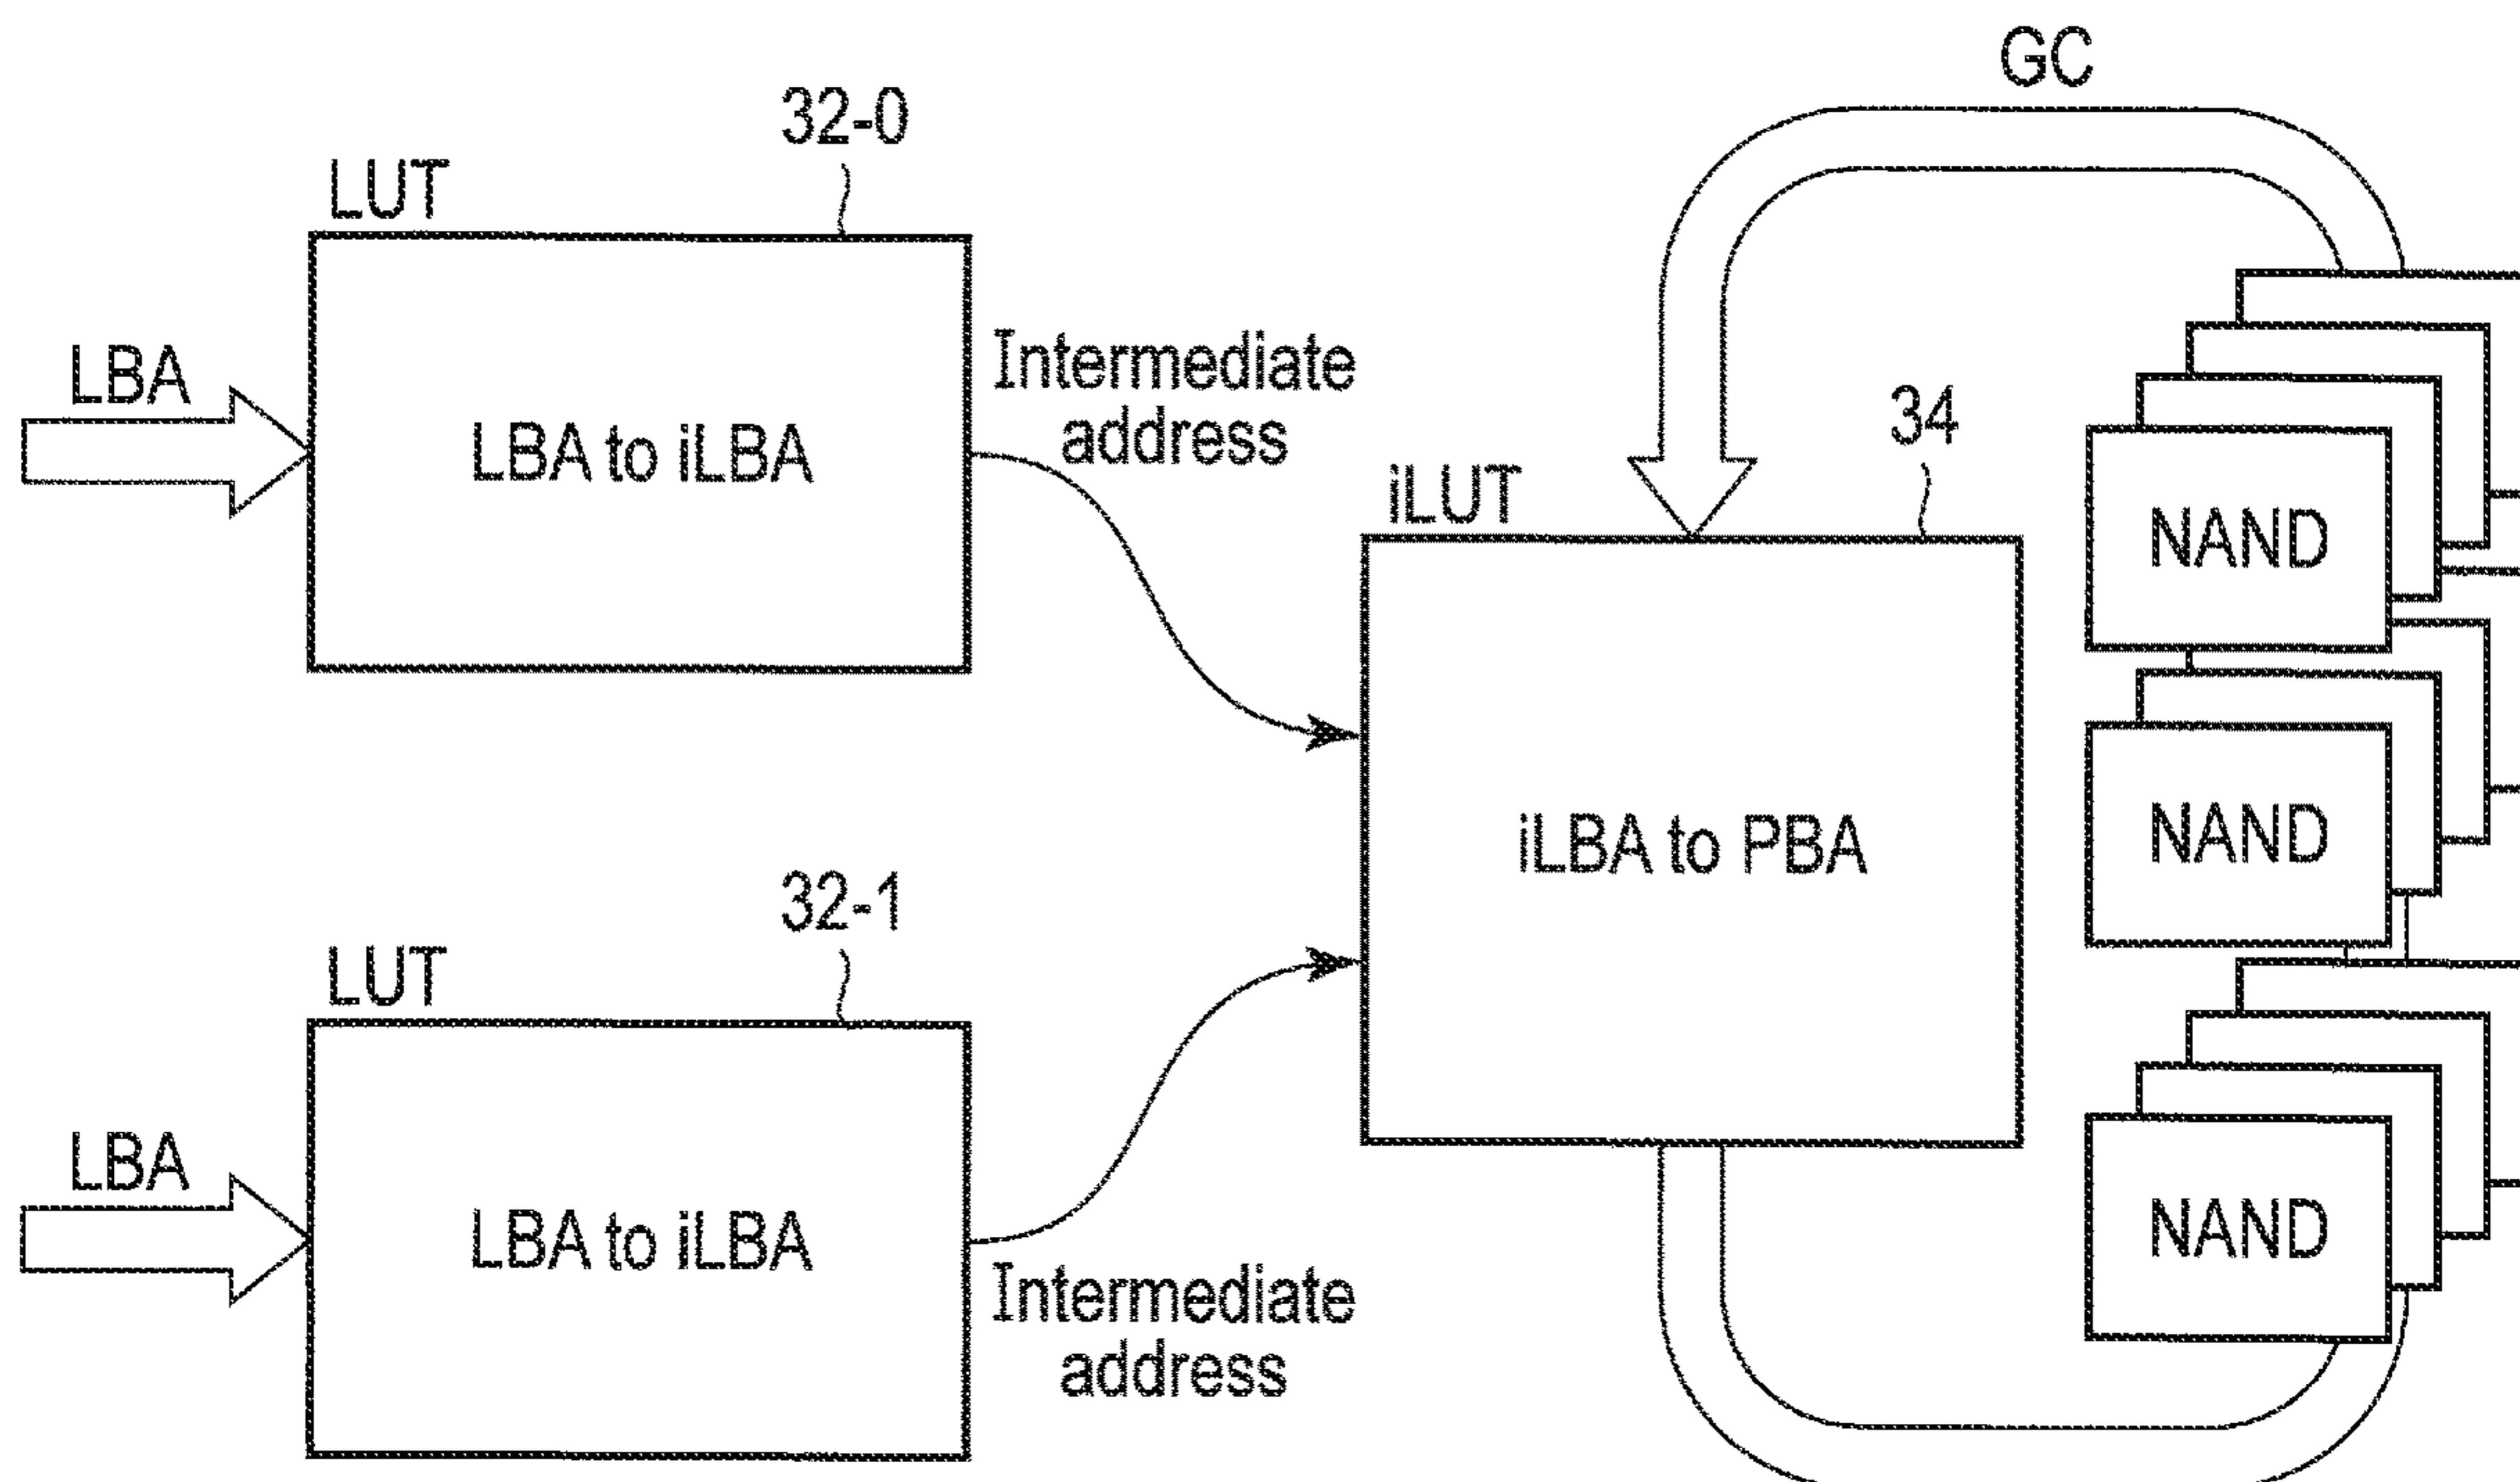 GC
32-0
LUT
LBA
LBA to iLBA
Intermediate
address
34
iLUT
NAND
iLBA to PBA
NAND
32-1
LUT
LBA
LBA to iLBA
Intermediate
address
NAND